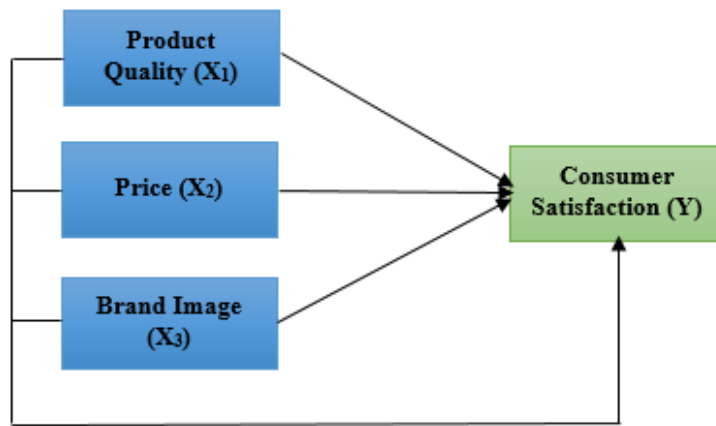 Product
Quality (X₁)
Price (X₂)
Brand Image
(X₃)
Consumer
Satisfaction (Y)